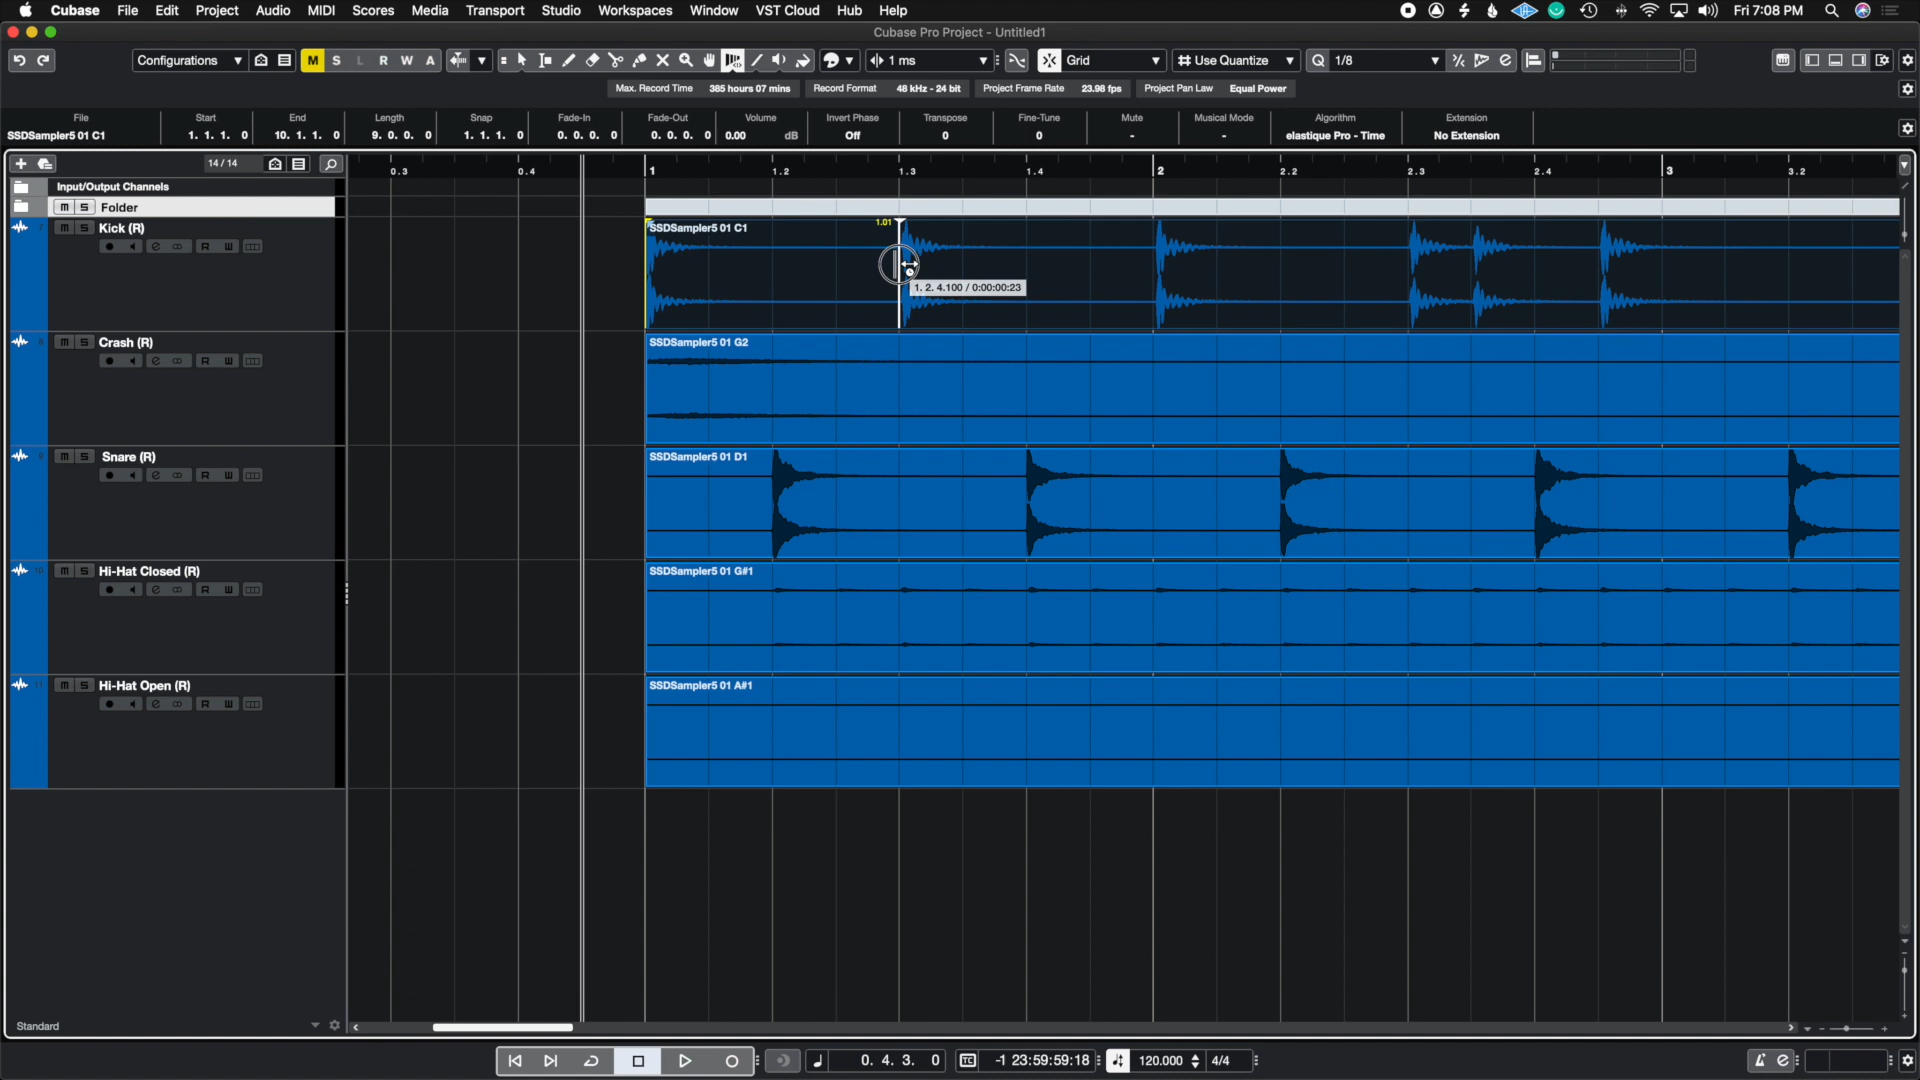 Cubase File Edit Project Audio MIDI Scores Media Transport Studio Workspaces Window VST Cloud Hub Help Fri 7:08 PM
Cubase Pro Project - Untitled1
Configurations M S L R W A 1 ms Grid Use Quantize Q 1/8
Max. Record Time 385 hours 07 mins Record Format 48 kHz - 24 bit Project Frame Rate 23.98 fps Project Pan Law Equal Power
File Start End Length Snap Fade-In Fade-Out Volume Invert Phase Transpose Fine-Tune Mute Musical Mode Algorithm Extension
SSDSampler5 01 C1 1. 1. 1. 0 10. 1. 1. 0 9. 0. 0. 0 1. 1. 1. 0 0. 0. 0. 0 0. 0. 0. 0 0.00 dB Off 0 0 - - elastique Pro - Time No Extension
14 / 14
0.3 0.4 1 1.2 1.3 1.4 2 2.2 2.3 2.4 3 3.2
Input/Output Channels
m S Folder
7 m S Kick (R)
R W
SSDSampler5 01 C1
1.01
1. 2. 4.100 / 0:00:00:23
8 m S Crash (R)
R W
SSDSampler5 01 G2
9 m S Snare (R)
R W
SSDSampler5 01 D1
10 m S Hi-Hat Closed (R)
R W
SSDSampler5 01 G#1
11 m S Hi-Hat Open (R)
R W
SSDSampler5 01 A#1
Standard
0. 4. 3. 0 TC -1 23:59:59:18 120.000 4/4